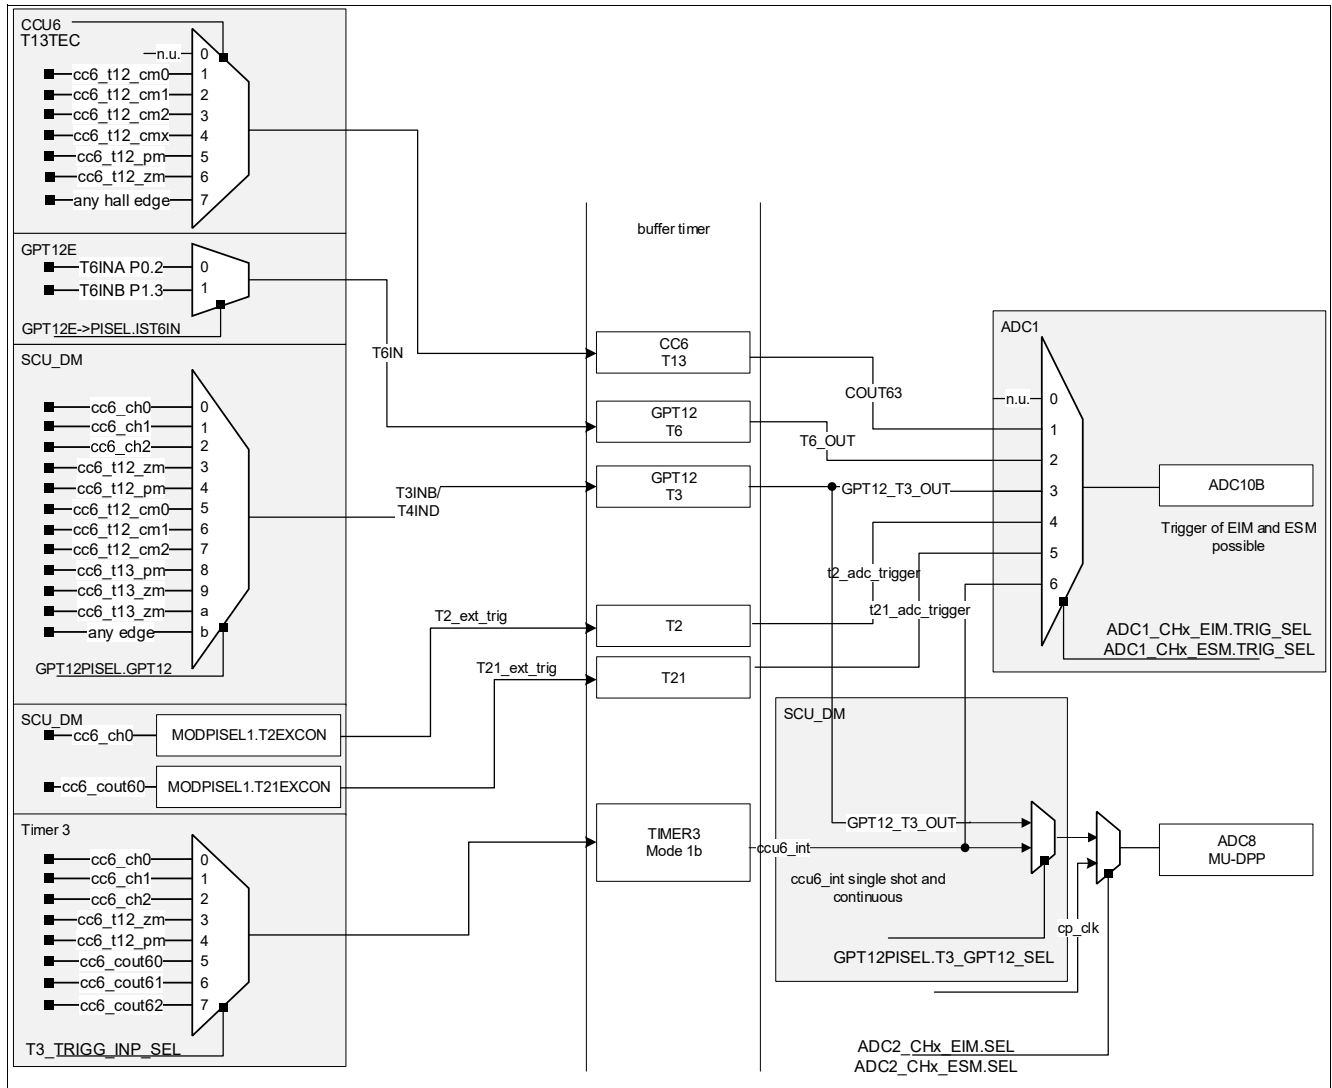 CCU6
T13TEC
n.u. 0
cc6_t12_cm0 1
cc6_t12_cm1 2
cc6_t12_cm2 3
cc6_t12_cmx 4
cc6_t12_pm 5
cc6_t12_zm 6
any hall edge 7
GPT12E
T6INA P0.2 0
T6INB P1.3 1
GPT12E->PISEL.IST6IN
SCU_DM
cc6_ch0 0
cc6_ch1 1
cc6_ch2 2
cc6_t12_zm 3
cc6_t12_pm 4
cc6_t12_cm0 5
cc6_t12_cm1 6
cc6_t12_cm2 7
cc6_t13_pm 8
cc6_t13_zm 9
cc6_t13_zm a
any edge b
GPT12PISEL.GPT12
SCU_DM
cc6_ch0
MODPISEL1.T2EXCON
cc6_cout60
MODPISEL1.T21EXCON
Timer 3
cc6_ch0 0
cc6_ch1 1
cc6_ch2 2
cc6_t12_zm 3
cc6_t12_pm 4
cc6_cout60 5
cc6_cout61 6
cc6_cout62 7
T3_TRIGG_INP_SEL
T6IN
T3INB/
T4IND
T2_ext_trig
T21_ext_trig
buffer timer
CC6
T13
GPT12
T6
GPT12
T3
T2
T21
TIMER3
Mode 1b
COUT63
T6_OUT
GPT12_T3_OUT
t2_adc_trigger
t21_adc_trigger
ADC1
n.u. 0
1
2
3
4
5
6
ADC10B
Trigger of EIM and ESM
possible
ADC1_CHx_EIM.TRIG_SEL
ADC1_CHx_ESM.TRIG_SEL
SCU_DM
GPT12_T3_OUT
ccu6_int
ccu6_int single shot and
continuous
GPT12PISEL.T3_GPT12_SEL
cp_clk
ADC8
MU-DPP
ADC2_CHx_EIM.SEL
ADC2_CHx_ESM.SEL